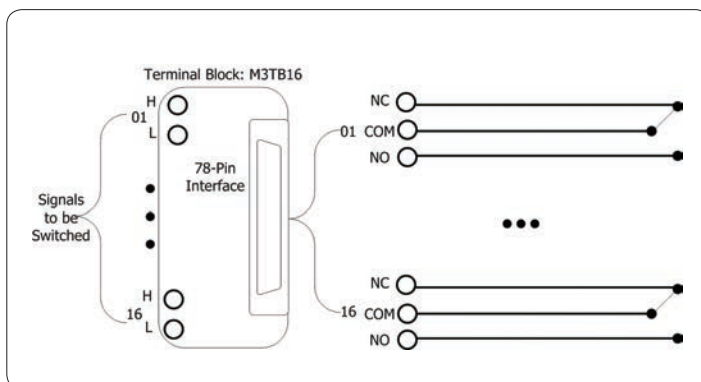 Terminal Block: M3TB16
H
01
L
78-Pin
Interface
Signals
to be
Switched
H
16
L
NC
01 COM
NO
NC
16 COM
NO